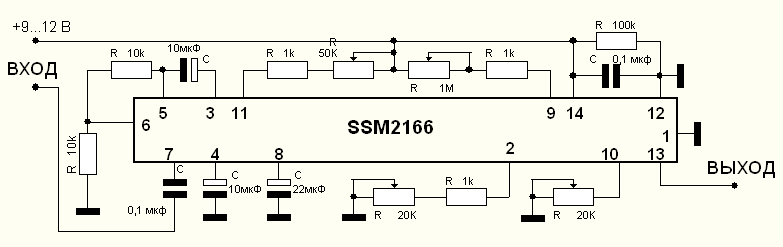 +9...12 В
ВХОД
R 10k
10мкФ
C
R 1k
R
50K
R 1M
R 1k
R 100k
C 0,1 мкф
5 3 11 9 14 12
6
SSM2166
1
7 4 8 2 10 13
R 10k
C
0,1 мкф
C
10мкФ
C
22мкФ
R 20K
R 1k
R 20K
ВЫХОД